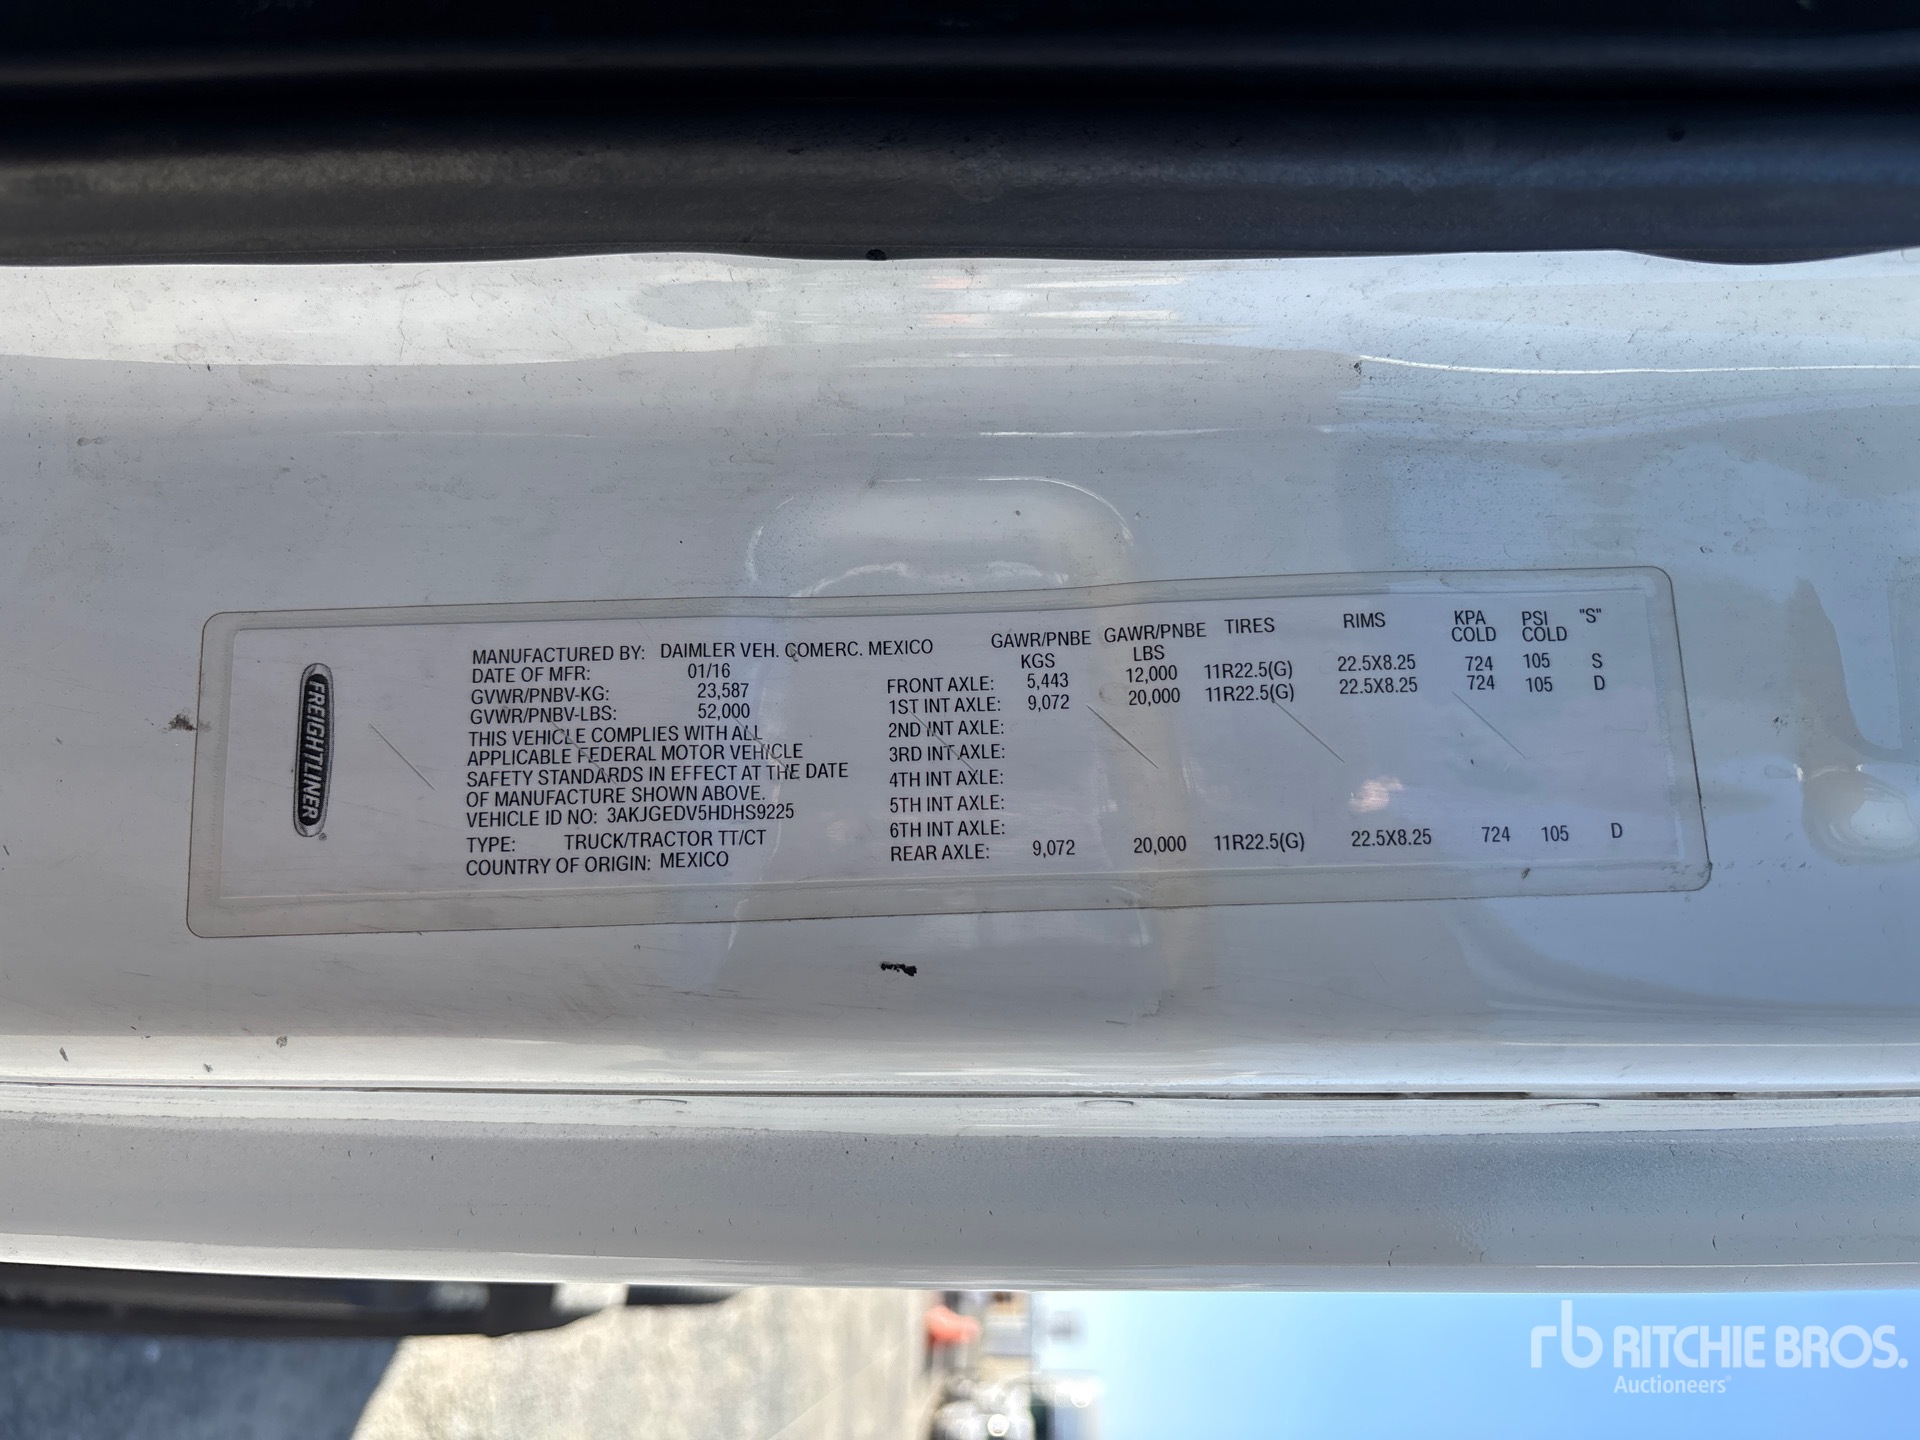 FREIGHTLINER
MANUFACTURED BY: DAIMLER VEH. COMERC. MEXICO
DATE OF MFR: 01/16
GVWR/PNBV-KG: 23,587
GVWR/PNBV-LBS: 52,000
THIS VEHICLE COMPLIES WITH ALL
APPLICABLE FEDERAL MOTOR VEHICLE
SAFETY STANDARDS IN EFFECT AT THE DATE
OF MANUFACTURE SHOWN ABOVE.
VEHICLE ID NO: 3AKJGEDV5HDHS9225
TYPE: TRUCK/TRACTOR TT/CT
COUNTRY OF ORIGIN: MEXICO
GAWR/PNBE KGS GAWR/PNBE LBS TIRES RIMS KPA COLD PSI COLD "S"
FRONT AXLE: 5,443 12,000 11R22.5(G) 22.5X8.25 724 105 S
1ST INT AXLE: 9,072 20,000 11R22.5(G) 22.5X8.25 724 105 D
2ND INT AXLE:
3RD INT AXLE:
4TH INT AXLE:
5TH INT AXLE:
6TH INT AXLE:
REAR AXLE: 9,072 20,000 11R22.5(G) 22.5X8.25 724 105 D
rb RITCHIE BROS.
Auctioneers